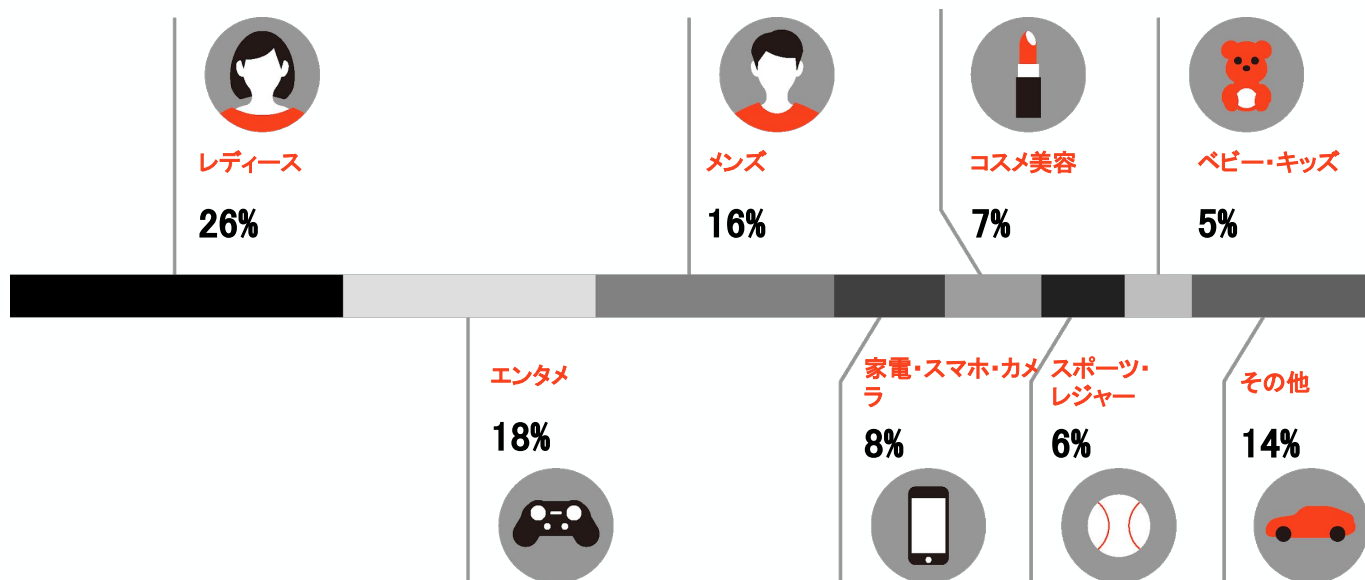 レディース
26%
メンズ
16%
コスメ美容
7%
ベビー・キッズ
5%
エンタメ
18%
家電・スマホ・カメ
ラ
8%
スポーツ・
レジャー
6%
その他
14%